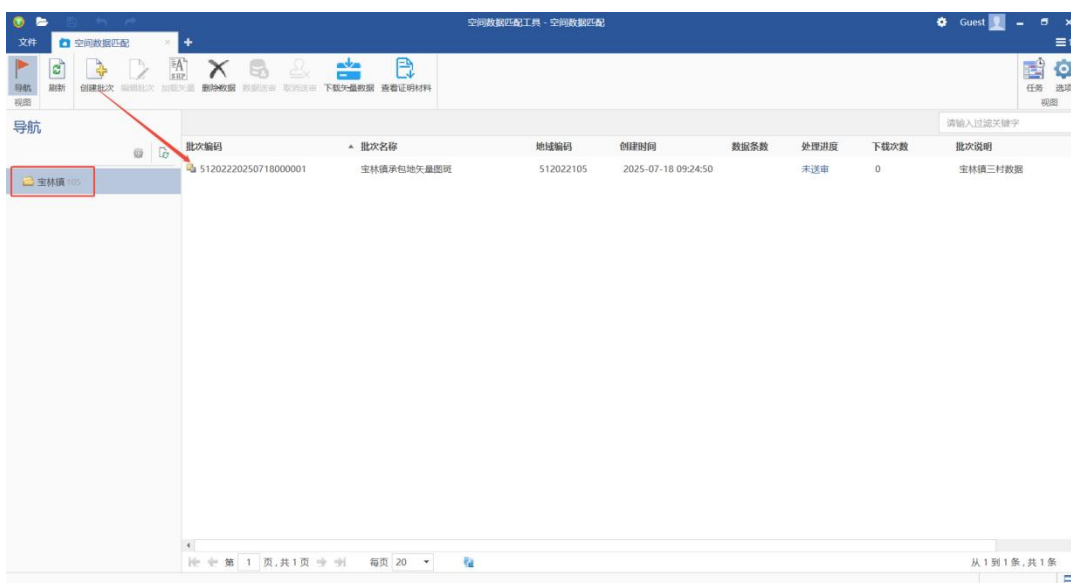 空间数据匹配工具 - 空间数据匹配
Guest
文件 空间数据匹配 × +
导航 刷新 创建批次 编辑批次 加载矢量 删除数据 数据送审 取消送审 下载矢量数据 查看证明材料 任务 选项
视图 视图
导航
请输入过滤关键字
批次编码 批次名称 地域编码 创建时间 数据条数 处理进度 下载次数 批次说明
51202220250718000001 宝林镇承包地矢量图斑 512022105 2025-07-18 09:24:50 未送审 0 宝林镇三村数据
宝林镇 105
第 1 页,共1页 每页 20 从1到1条,共1条